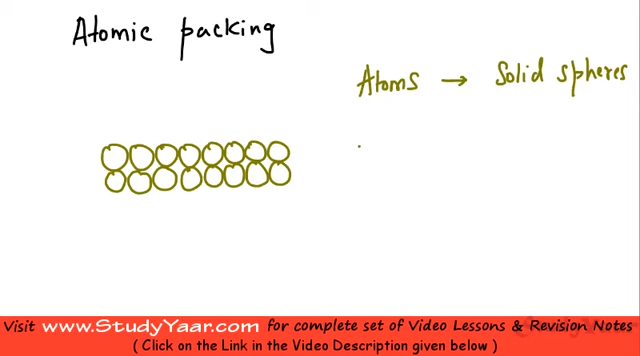 Atomic packing
Atoms → Solid spheres
Visit www.StudyYaar.com for complete set of Video Lessons & Revision Notes
( Click on the Link in the Video Description given below )